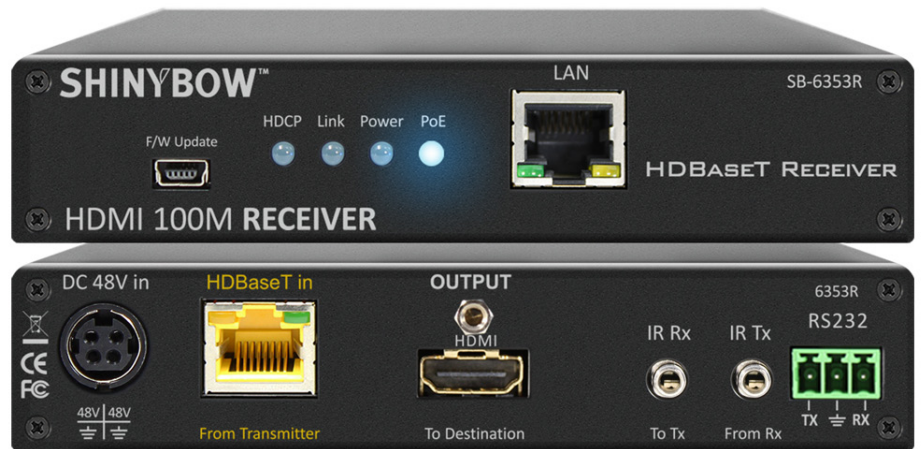 SHINYBOW™
LAN
SB-6353R
HDCP Link Power PoE
F/W Update
HDBASET RECEIVER
HDMI 100M RECEIVER
DC 48V in
HDBaseT in
OUTPUT
6353R
HDMI
IR Rx
IR Tx
RS232
CE
FC
48V 48V
TX RX
From Transmitter
To Destination
To Tx
From Rx